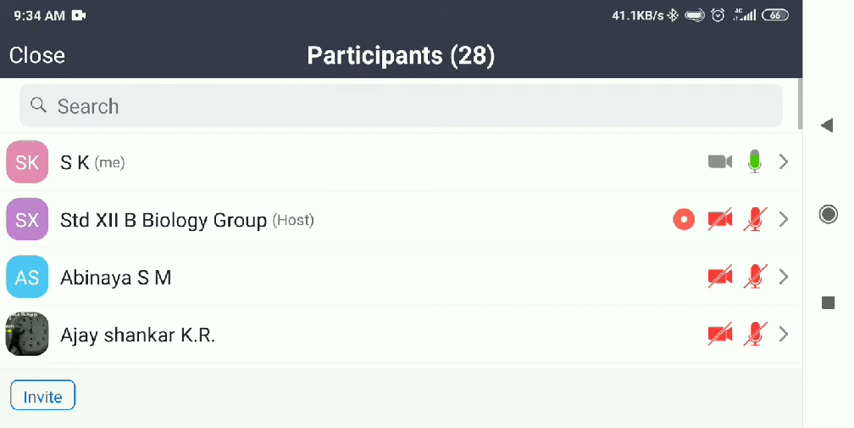 9:34 AM 41.1KB/s 4G 66
Close Participants (28)
Search
SK S K (me)
SX Std XII B Biology Group (Host)
AS Abinaya S M
Ajay shankar K.R.
Invite